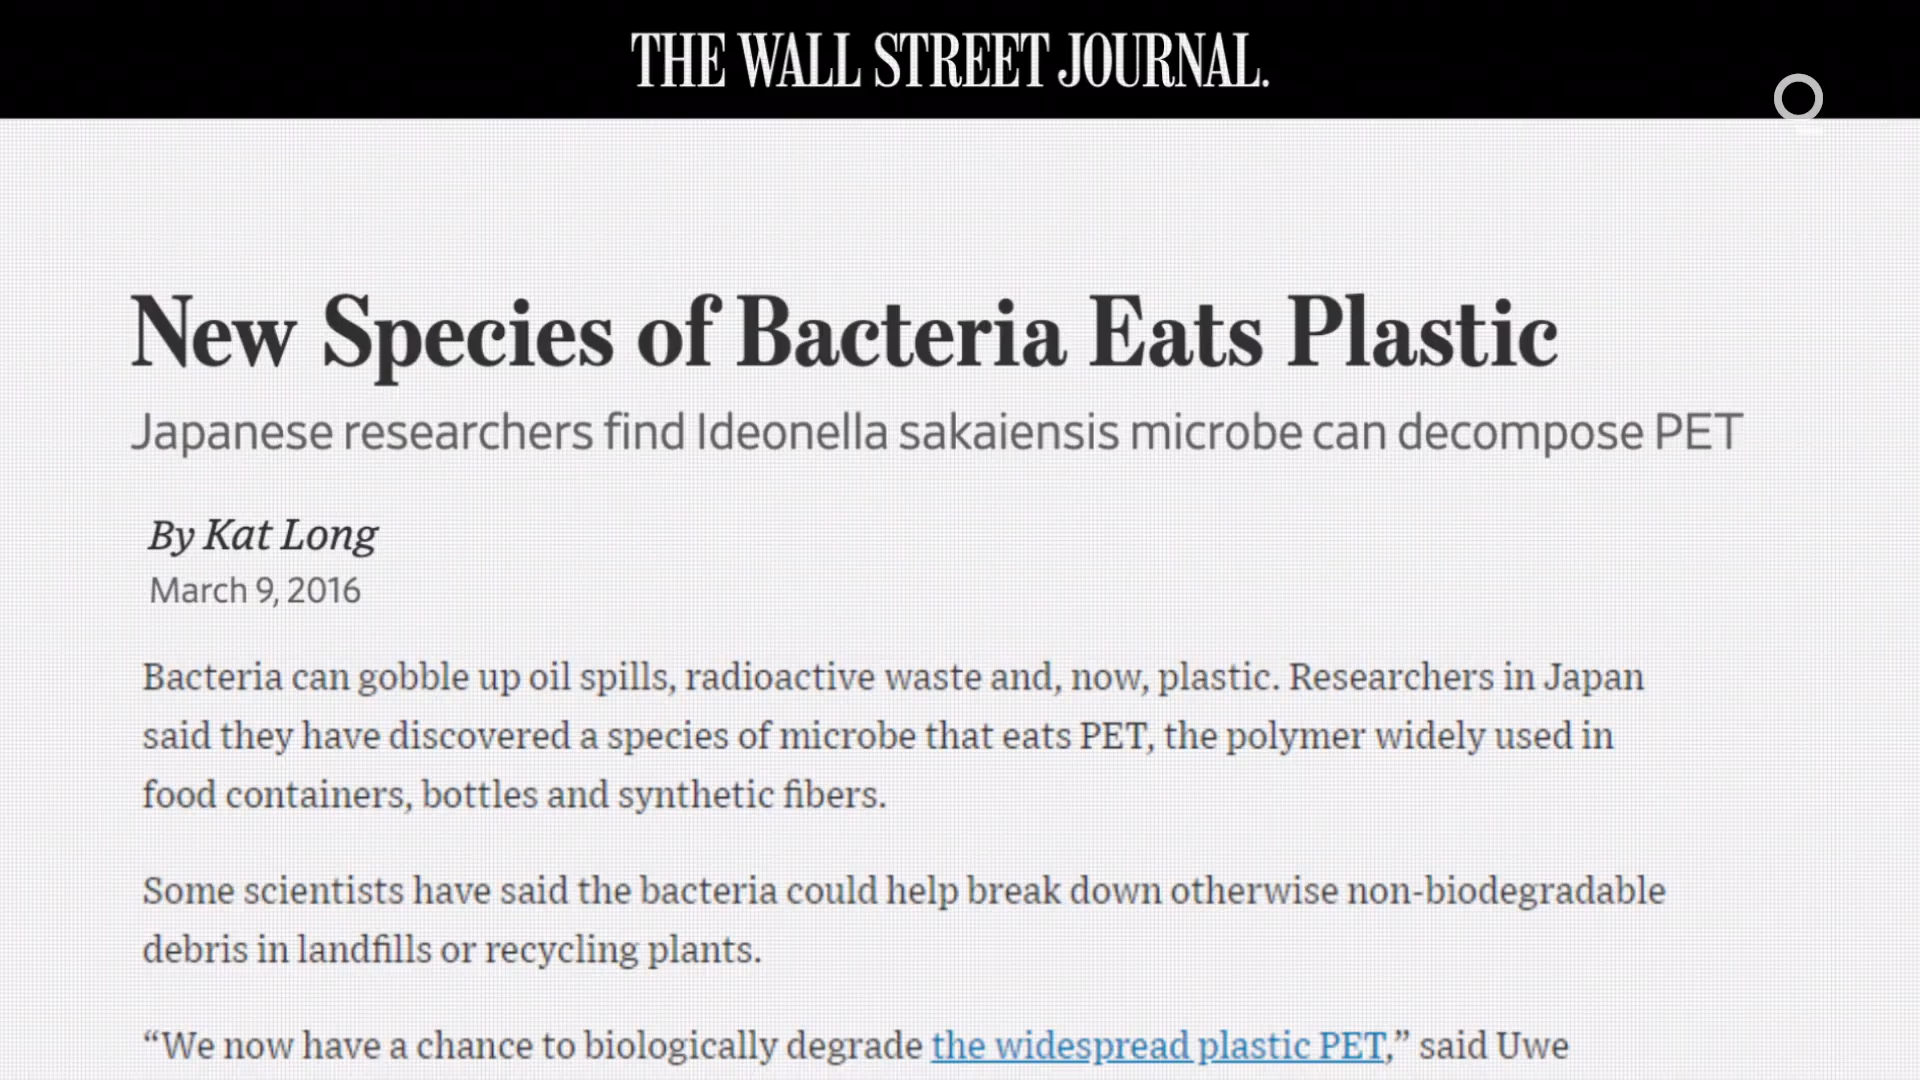 THE WALL STREET JOURNAL.
New Species of Bacteria Eats Plastic
Japanese researchers find Ideonella sakaiensis microbe can decompose PET
By Kat Long
March 9, 2016
Bacteria can gobble up oil spills, radioactive waste and, now, plastic. Researchers in Japan
said they have discovered a species of microbe that eats PET, the polymer widely used in
food containers, bottles and synthetic fibers.
Some scientists have said the bacteria could help break down otherwise non-biodegradable
debris in landfills or recycling plants.
“We now have a chance to biologically degrade the widespread plastic PET,” said Uwe